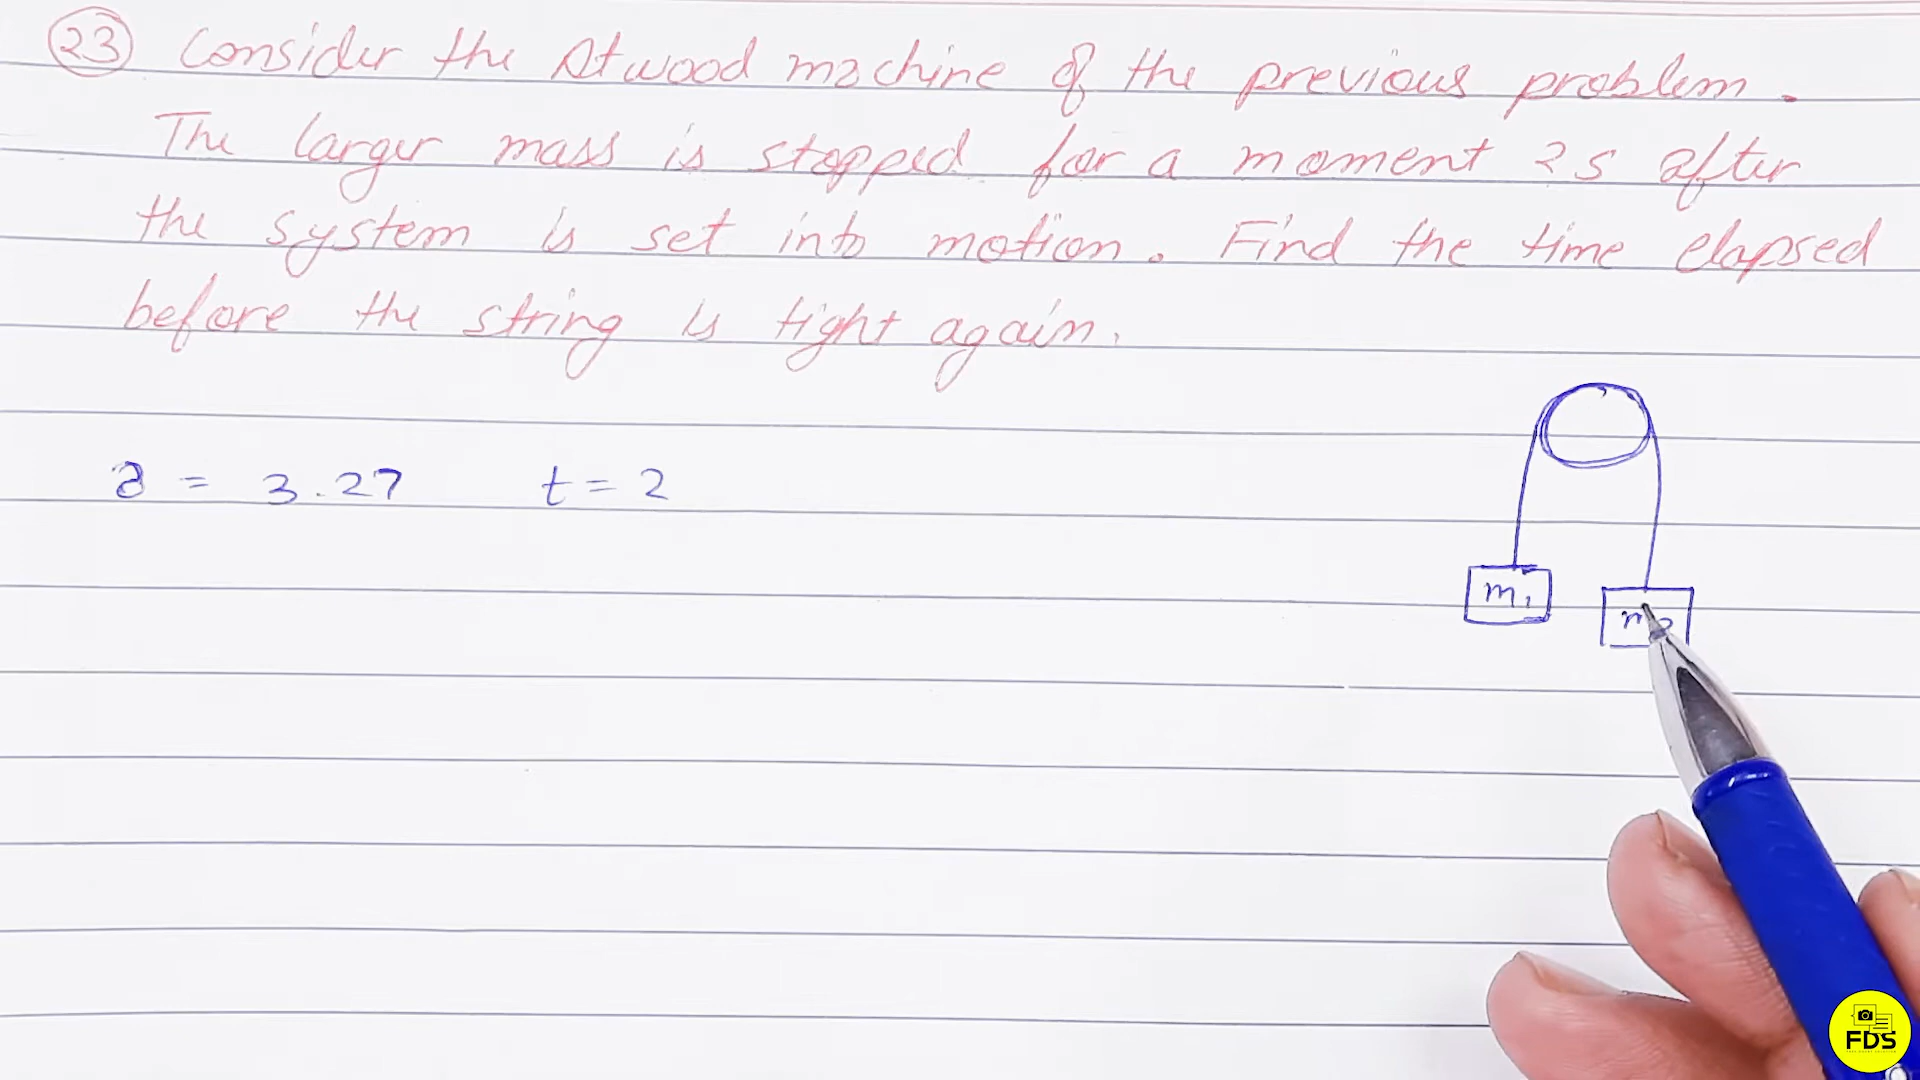 23 Consider the Atwood machine of the previous problem.
The larger mass is stopped for a moment 2s after
the system is set into motion. Find the time elapsed
before the string is tight again.
a = 3.27 t = 2
m1
m2
FDS